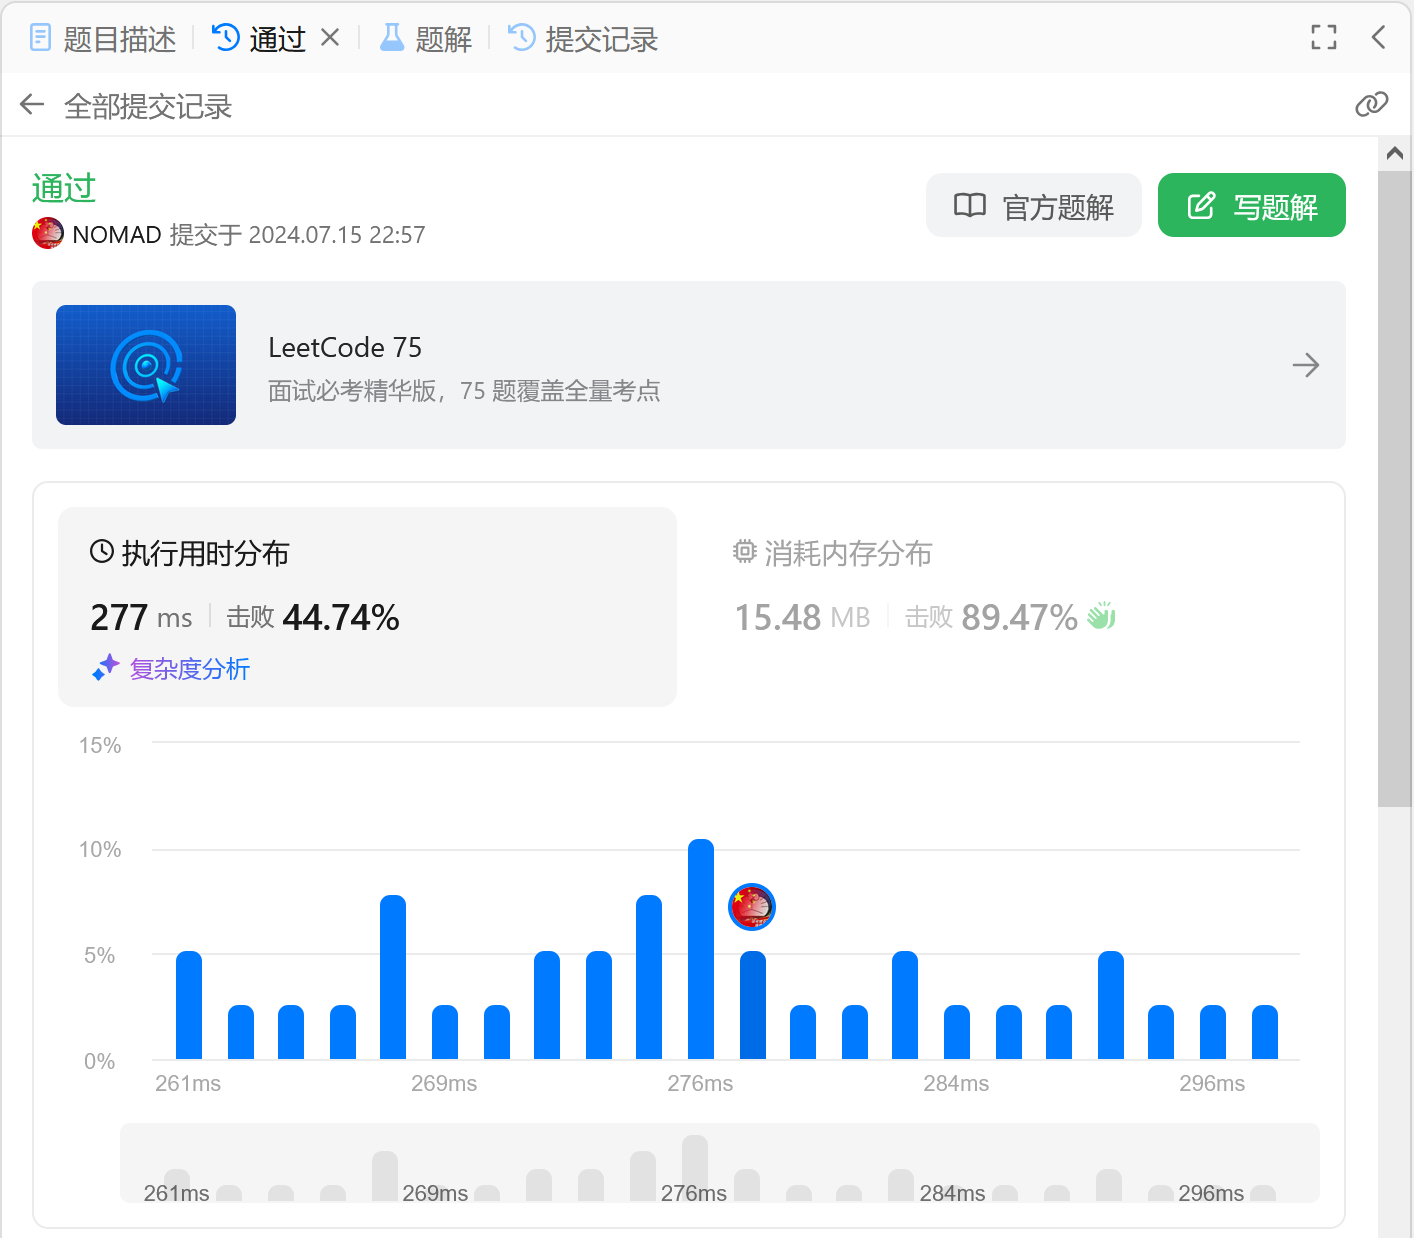 题目描述 通过 题解 提交记录
全部提交记录
通过
NOMAD 提交于 2024.07.15 22:57
官方题解
写题解
LeetCode 75
面试必考精华版，75 题覆盖全量考点
执行用时分布
277 ms 击败 44.74%
复杂度分析
消耗内存分布
15.48 MB 击败 89.47%
15%
10%
5%
0%
261ms 269ms 276ms 284ms 296ms
261ms 269ms 276ms 284ms 296ms